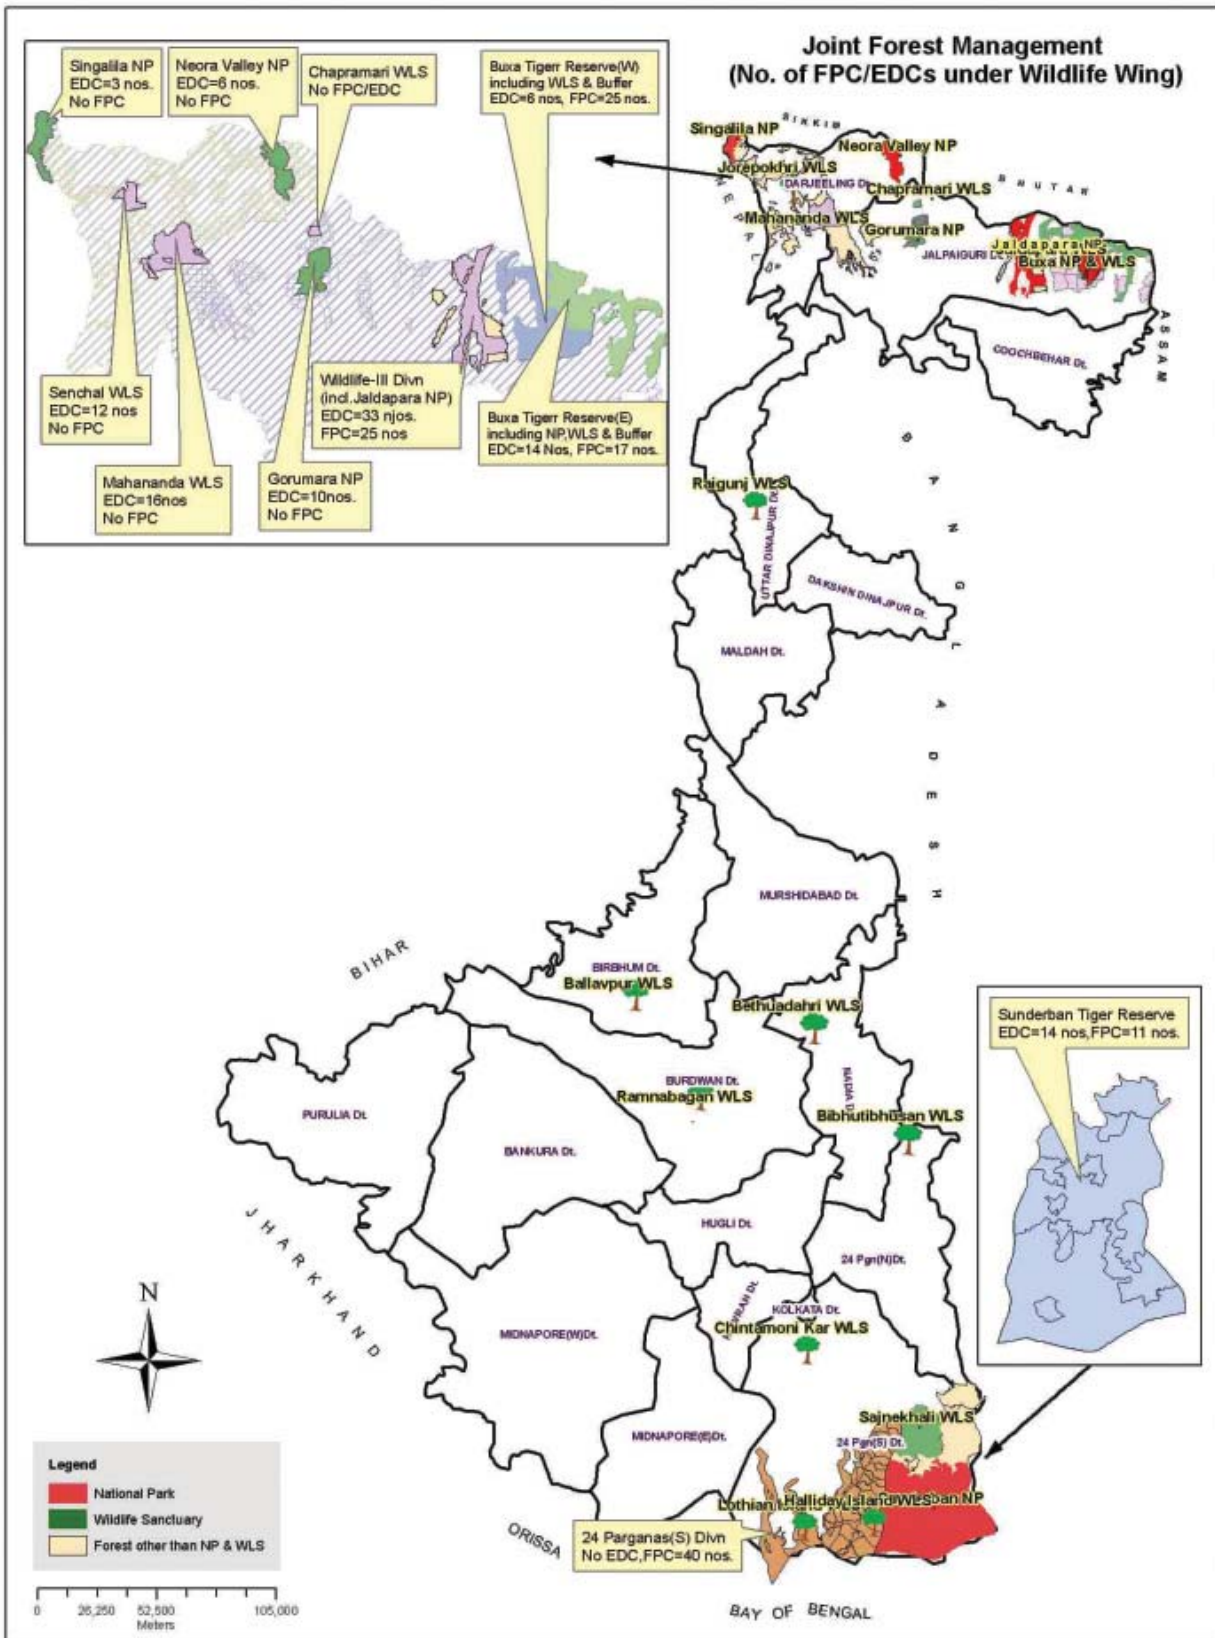 Joint Forest Management
(No. of FPC/EDCs under Wildlife Wing)
Singalila NP
EDC=3 nos.
No FPC
Neora Valley NP
EDC=6 nos.
No FPC
Chapramari WLS
No FPC/EDC
Buxa Tigerr Reserve(W)
including WLS & Buffer
EDC=6 nos, FPC=25 nos.
Senchal WLS
EDC=12 nos
No FPC
Mahananda WLS
EDC=16nos
No FPC
Gorumara NP
EDC=10nos.
No FPC
Wildlife-III Divn
(incl.Jaldapara NP)
EDC=33 njos.
FPC=25 nos
Buxa Tigerr Reserve(E)
including NP,WLS & Buffer
EDC=14 Nos, FPC=17 nos.
SIKKIM
Singalila NP
Neora Valley NP
Jorepokhri WLS
DARJEELING Dt.
Chapramari WLS
BHUTAN
NEPAL
Mahananda WLS
Gorumara NP
Jaldapara NP
JALPAIGURI Dt.
Buxa NP & WLS
ASSAM
COOCHBEHAR Dt.
BANGLADESH
Raigunj WLS
UTTAR DINAJPUR Dt.
DAKSHIN DINAJPUR Dt.
MALDAH Dt.
MURSHIDABAD Dt.
BIHAR
BIRBHUM Dt.
Ballavpur WLS
Bethuadahri WLS
Sunderban Tiger Reserve
EDC=14 nos,FPC=11 nos.
BURDWAN Dt.
Ramnabagan WLS
NADIA D
Bibhutibhusan WLS
PURULIA Dt.
BANKURA Dt.
JHARKHAND
HUGLI Dt.
24 Pgn(N)Dt.
KOLKATA Dt.
Chintamoni Kar WLS
N
MIDNAPORE(W)Dt.
MIDNAPORE(E)Dt.
Sajnekhali WLS
24 Pgn(S) Dt.
Lothian
Halliday Island WLS
ban NP
24 Parganas(S) Divn
No EDC,FPC=40 nos.
ORISSA
BAY OF BENGAL
Legend
National Park
Wildlife Sanctuary
Forest other than NP & WLS
0 26,250 52,500 105,000
Meters